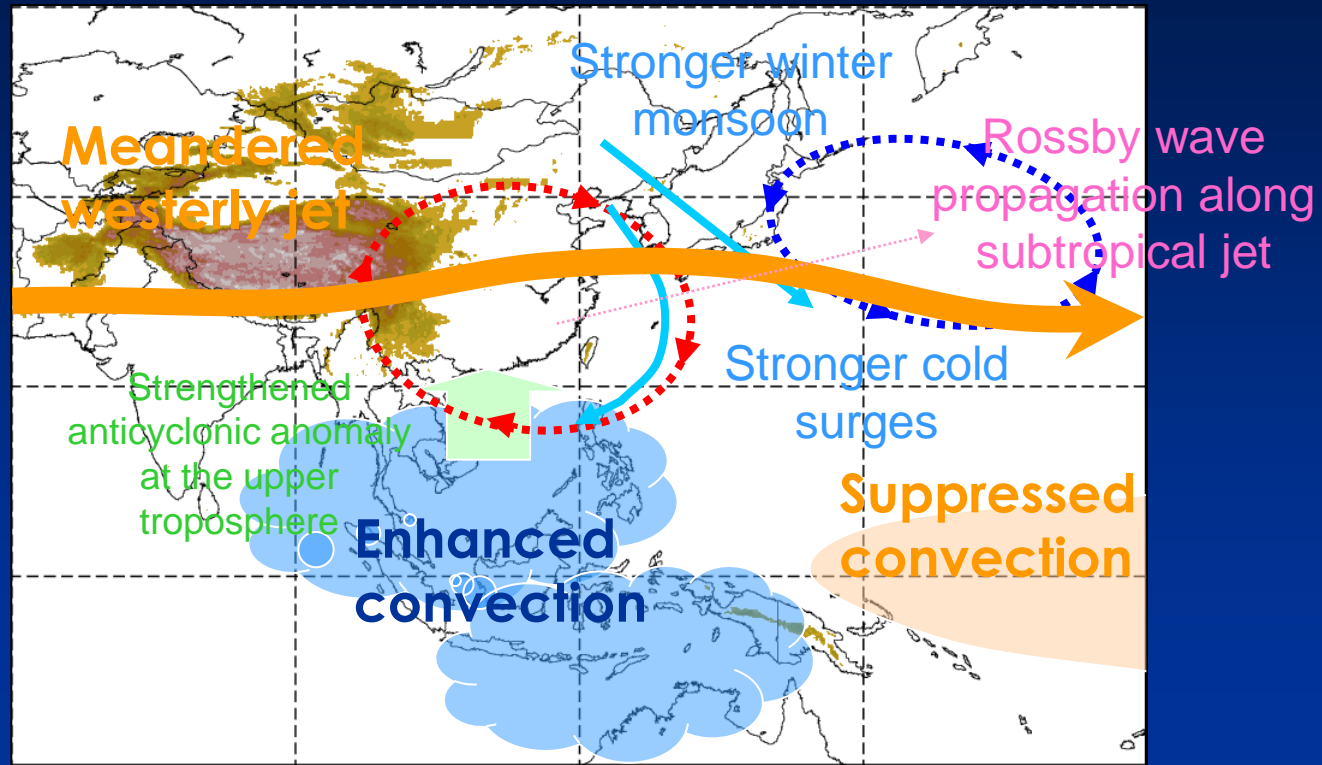 Stronger winter
monsoon
Meandered
westerly jet
Rossby wave
propagation along
subtropical jet
Strengthened
anticyclonic anomaly
at the upper
troposphere
Stronger cold
surges
Suppressed
convection
Enhanced
convection